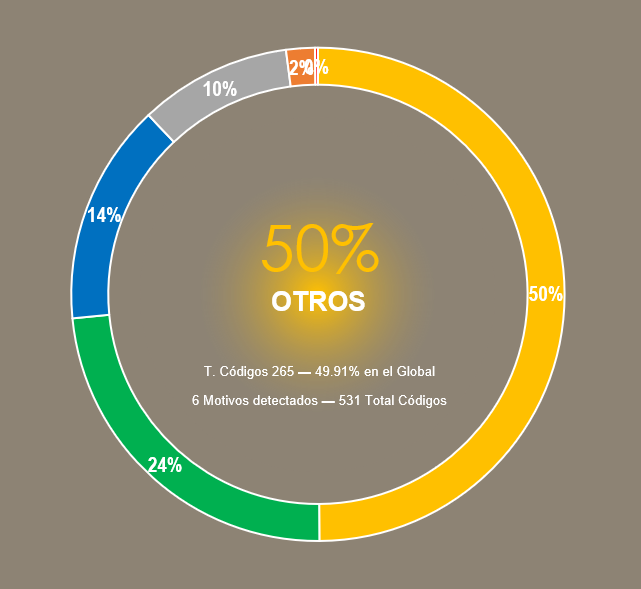 2%
0%
10%
14%
50%
OTROS
50%
T. Códigos 265 — 49.91% en el Global
6 Motivos detectados — 531 Total Códigos
24%